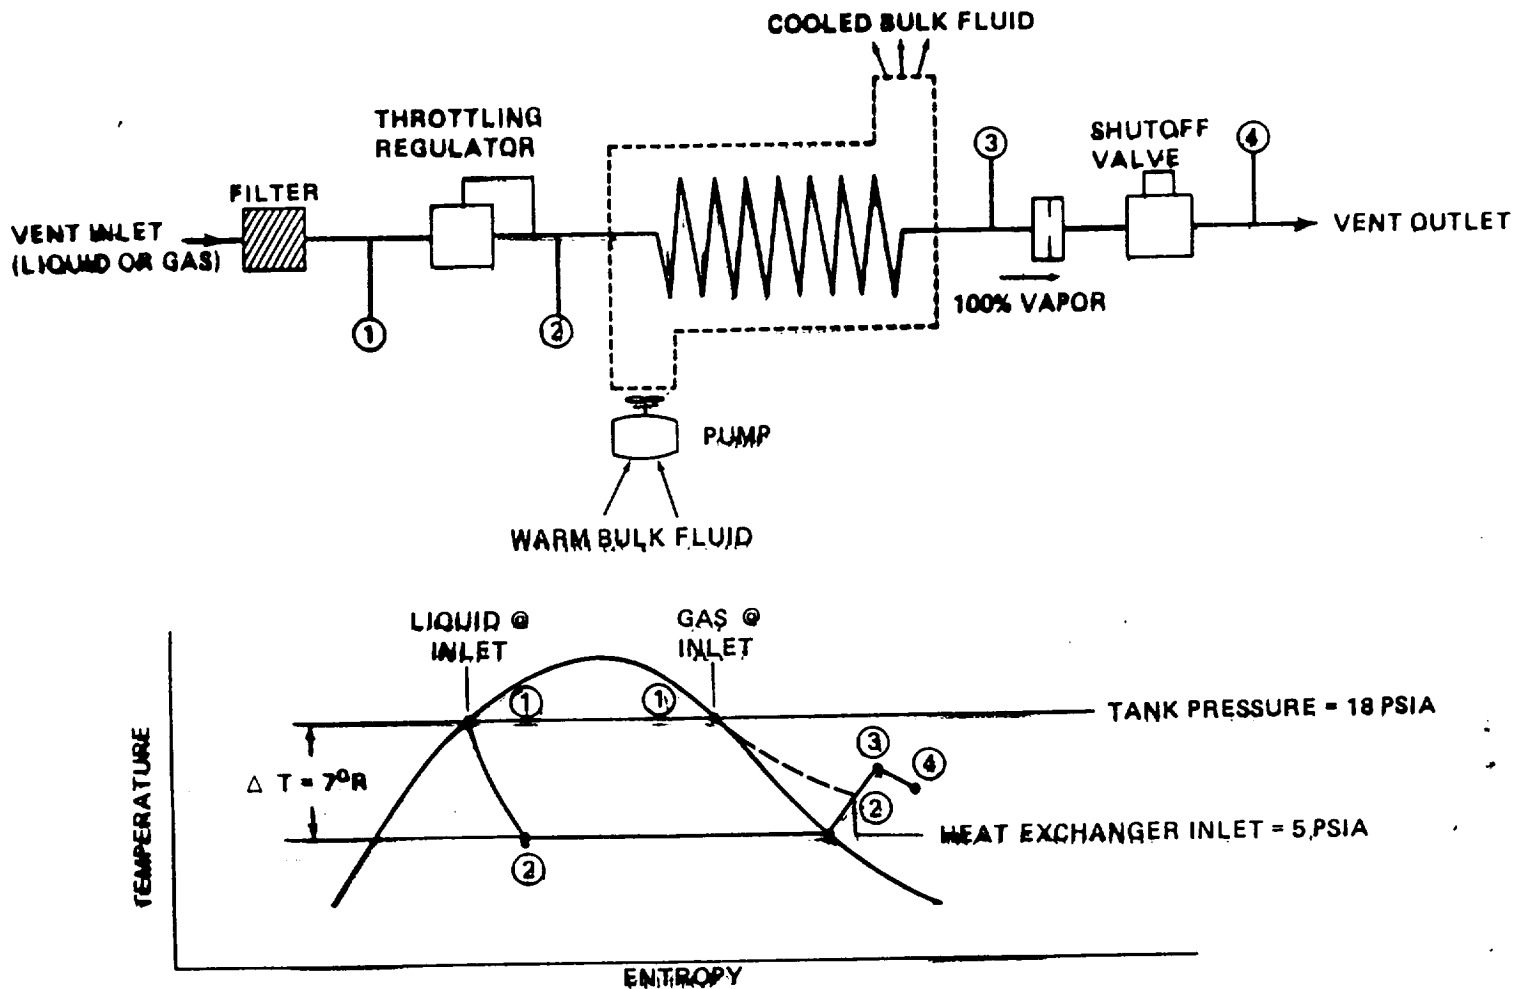 COOLED BULK FLUID
THROTTLING
REGULATOR
3
SHUTOFF
VALVE
4
FILTER
VENT INLET
(LIQUID OR GAS)
VENT OUTLET
100% VAPOR
1
2
PUMP
WARM BULK FLUID
LIQUID @
INLET
GAS @
INLET
1
1
TANK PRESSURE = 18 PSIA
3
4
Δ T = 7°R
2
HEAT EXCHANGER INLET = 5 PSIA
2
TEMPERATURE
ENTROPY